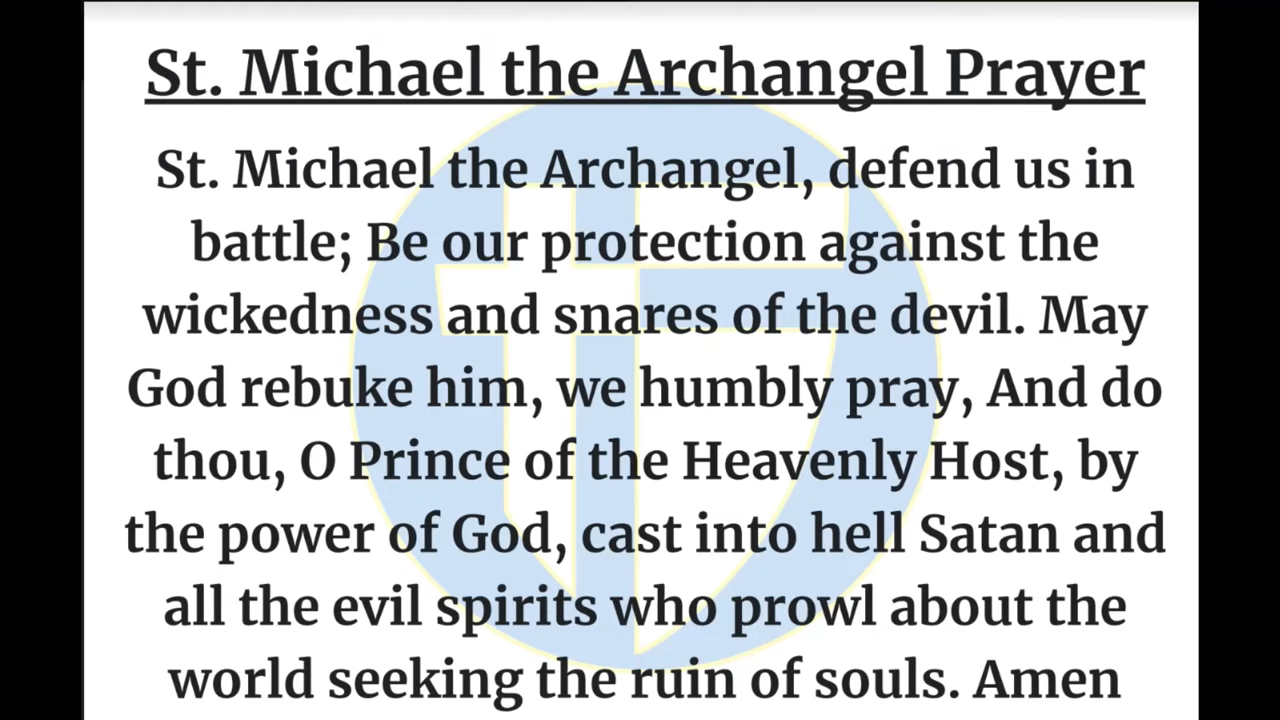 St. Michael the Archangel Prayer
St. Michael the Archangel, defend us in
battle; Be our protection against the
wickedness and snares of the devil. May
God rebuke him, we humbly pray, And do
thou, O Prince of the Heavenly Host, by
the power of God, cast into hell Satan and
all the evil spirits who prowl about the
world seeking the ruin of souls. Amen